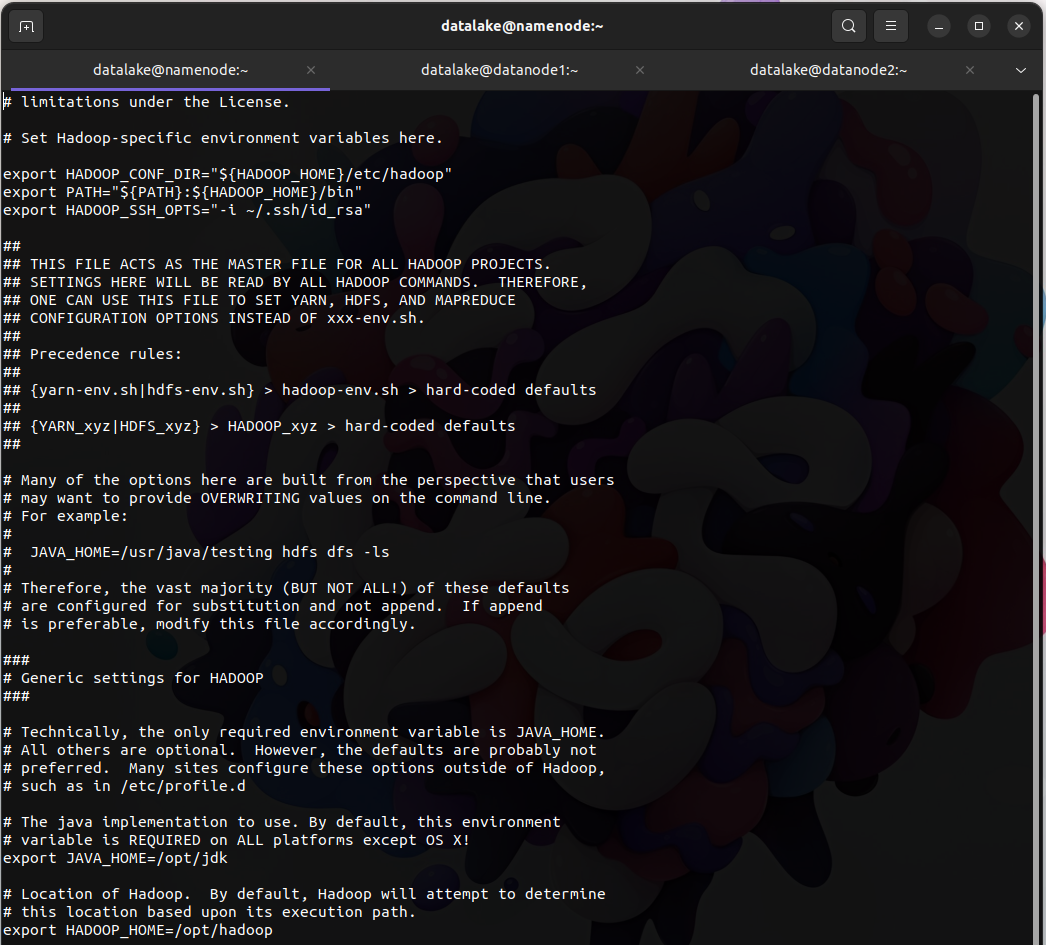 datalake@namenode:~
datalake@namenode:~
datalake@datanode1:~
datalake@datanode2:~
# limitations under the License.
# Set Hadoop-specific environment variables here.
export HADOOP_CONF_DIR="${HADOOP_HOME}/etc/hadoop"
export PATH="${PATH}:${HADOOP_HOME}/bin"
export HADOOP_SSH_OPTS="-i ~/.ssh/id_rsa"
##
## THIS FILE ACTS AS THE MASTER FILE FOR ALL HADOOP PROJECTS.
## SETTINGS HERE WILL BE READ BY ALL HADOOP COMMANDS.  THEREFORE,
## ONE CAN USE THIS FILE TO SET YARN, HDFS, AND MAPREDUCE
## CONFIGURATION OPTIONS INSTEAD OF xxx-env.sh.
##
## Precedence rules:
##
## {yarn-env.sh|hdfs-env.sh} > hadoop-env.sh > hard-coded defaults
##
## {YARN_xyz|HDFS_xyz} > HADOOP_xyz > hard-coded defaults
##
# Many of the options here are built from the perspective that users
# may want to provide OVERWRITING values on the command line.
# For example:
#
#  JAVA_HOME=/usr/java/testing hdfs dfs -ls
#
# Therefore, the vast majority (BUT NOT ALL!) of these defaults
# are configured for substitution and not append.  If append
# is preferable, modify this file accordingly.
###
# Generic settings for HADOOP
###
# Technically, the only required environment variable is JAVA_HOME.
# All others are optional.  However, the defaults are probably not
# preferred.  Many sites configure these options outside of Hadoop,
# such as in /etc/profile.d
# The java implementation to use. By default, this environment
# variable is REQUIRED on ALL platforms except OS X!
export JAVA_HOME=/opt/jdk
# Location of Hadoop.  By default, Hadoop will attempt to determine
# this location based upon its execution path.
export HADOOP_HOME=/opt/hadoop